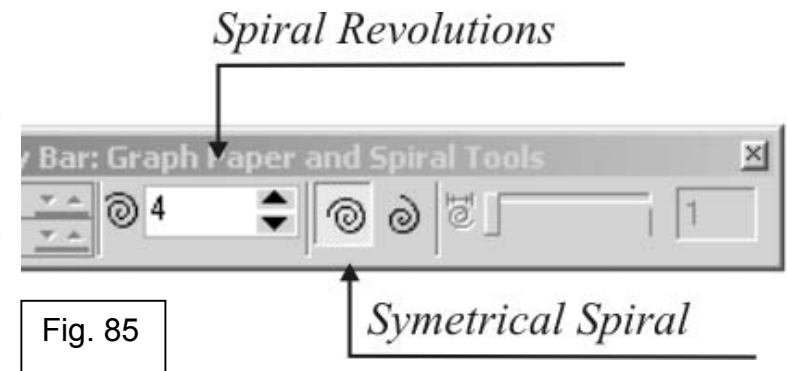 Spiral Revolutions
y Bar: Graph Paper and Spiral Tools
4
1
Fig. 85
Symetrical Spiral